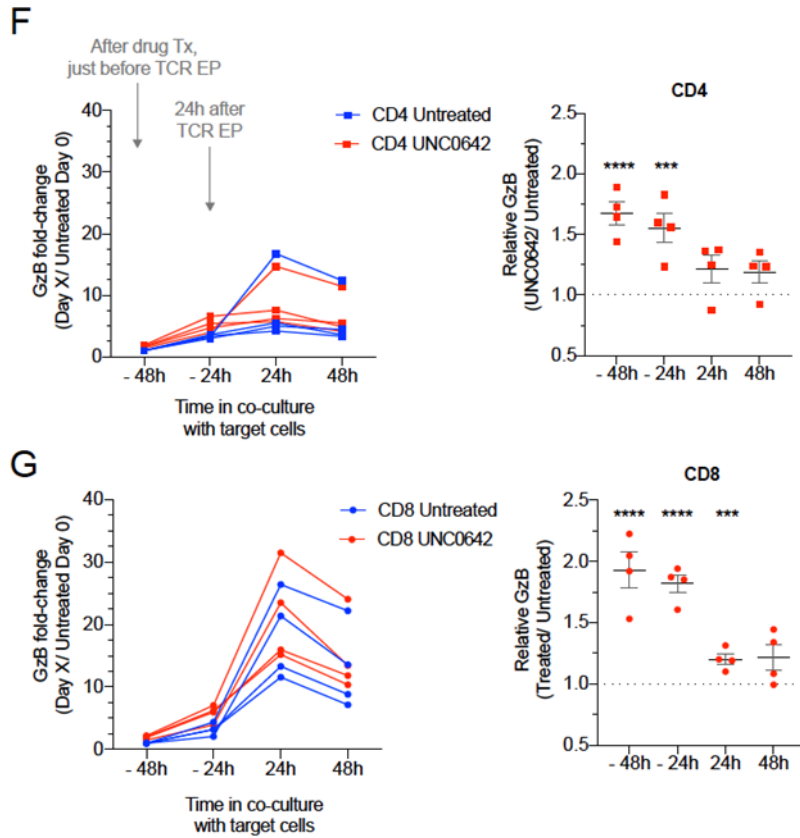 F
After drug Tx,
just before TCR EP
24h after
TCR EP
CD4 Untreated
CD4 UNC0642
GzB fold-change
(Day X/ Untreated Day 0)
40
30
20
10
5
0
- 48h
- 24h
24h
48h
Time in co-culture
with target cells
CD4
Relative GzB
(UNC0642/ Untreated)
2.5
2.0
1.5
1.0
0.5
**** ***
- 48h
- 24h
24h
48h
G
CD8 Untreated
CD8 UNC0642
GzB fold-change
(Day X/ Untreated Day 0)
40
30
20
10
5
0
- 48h
- 24h
24h
48h
Time in co-culture
with target cells
CD8
Relative GzB
(Treated/ Untreated)
2.5
2.0
1.5
1.0
0.5
**** **** ***
- 48h
- 24h
24h
48h